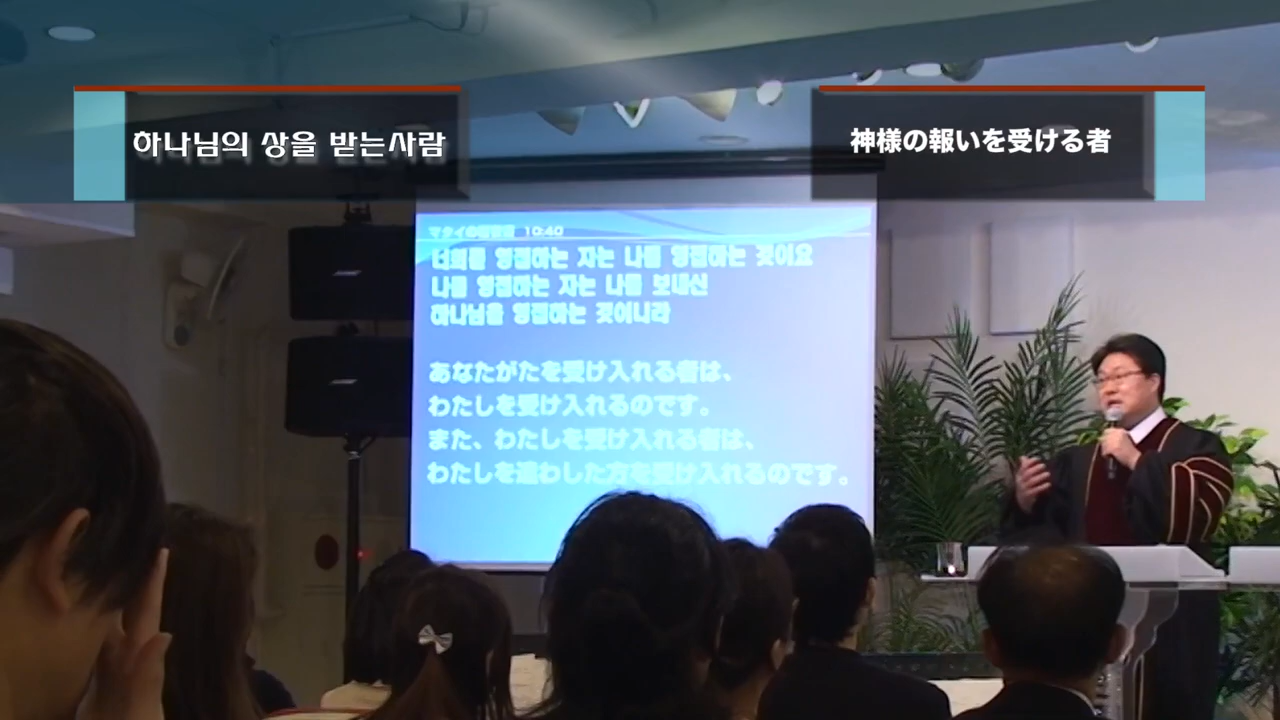 하나님의 상을 받는사람
神様の報いを受ける者
マタイの福音書 10:40
너희를 영접하는 자는 나를 영접하는 것이요
나를 영접하는 자는 나를 보내신
하나님을 영접하는 것이니라
あなたがたを受け入れる者は、
わたしを受け入れるのです。
また、わたしを受け入れる者は、
わたしを遣わした方を受け入れるのです。